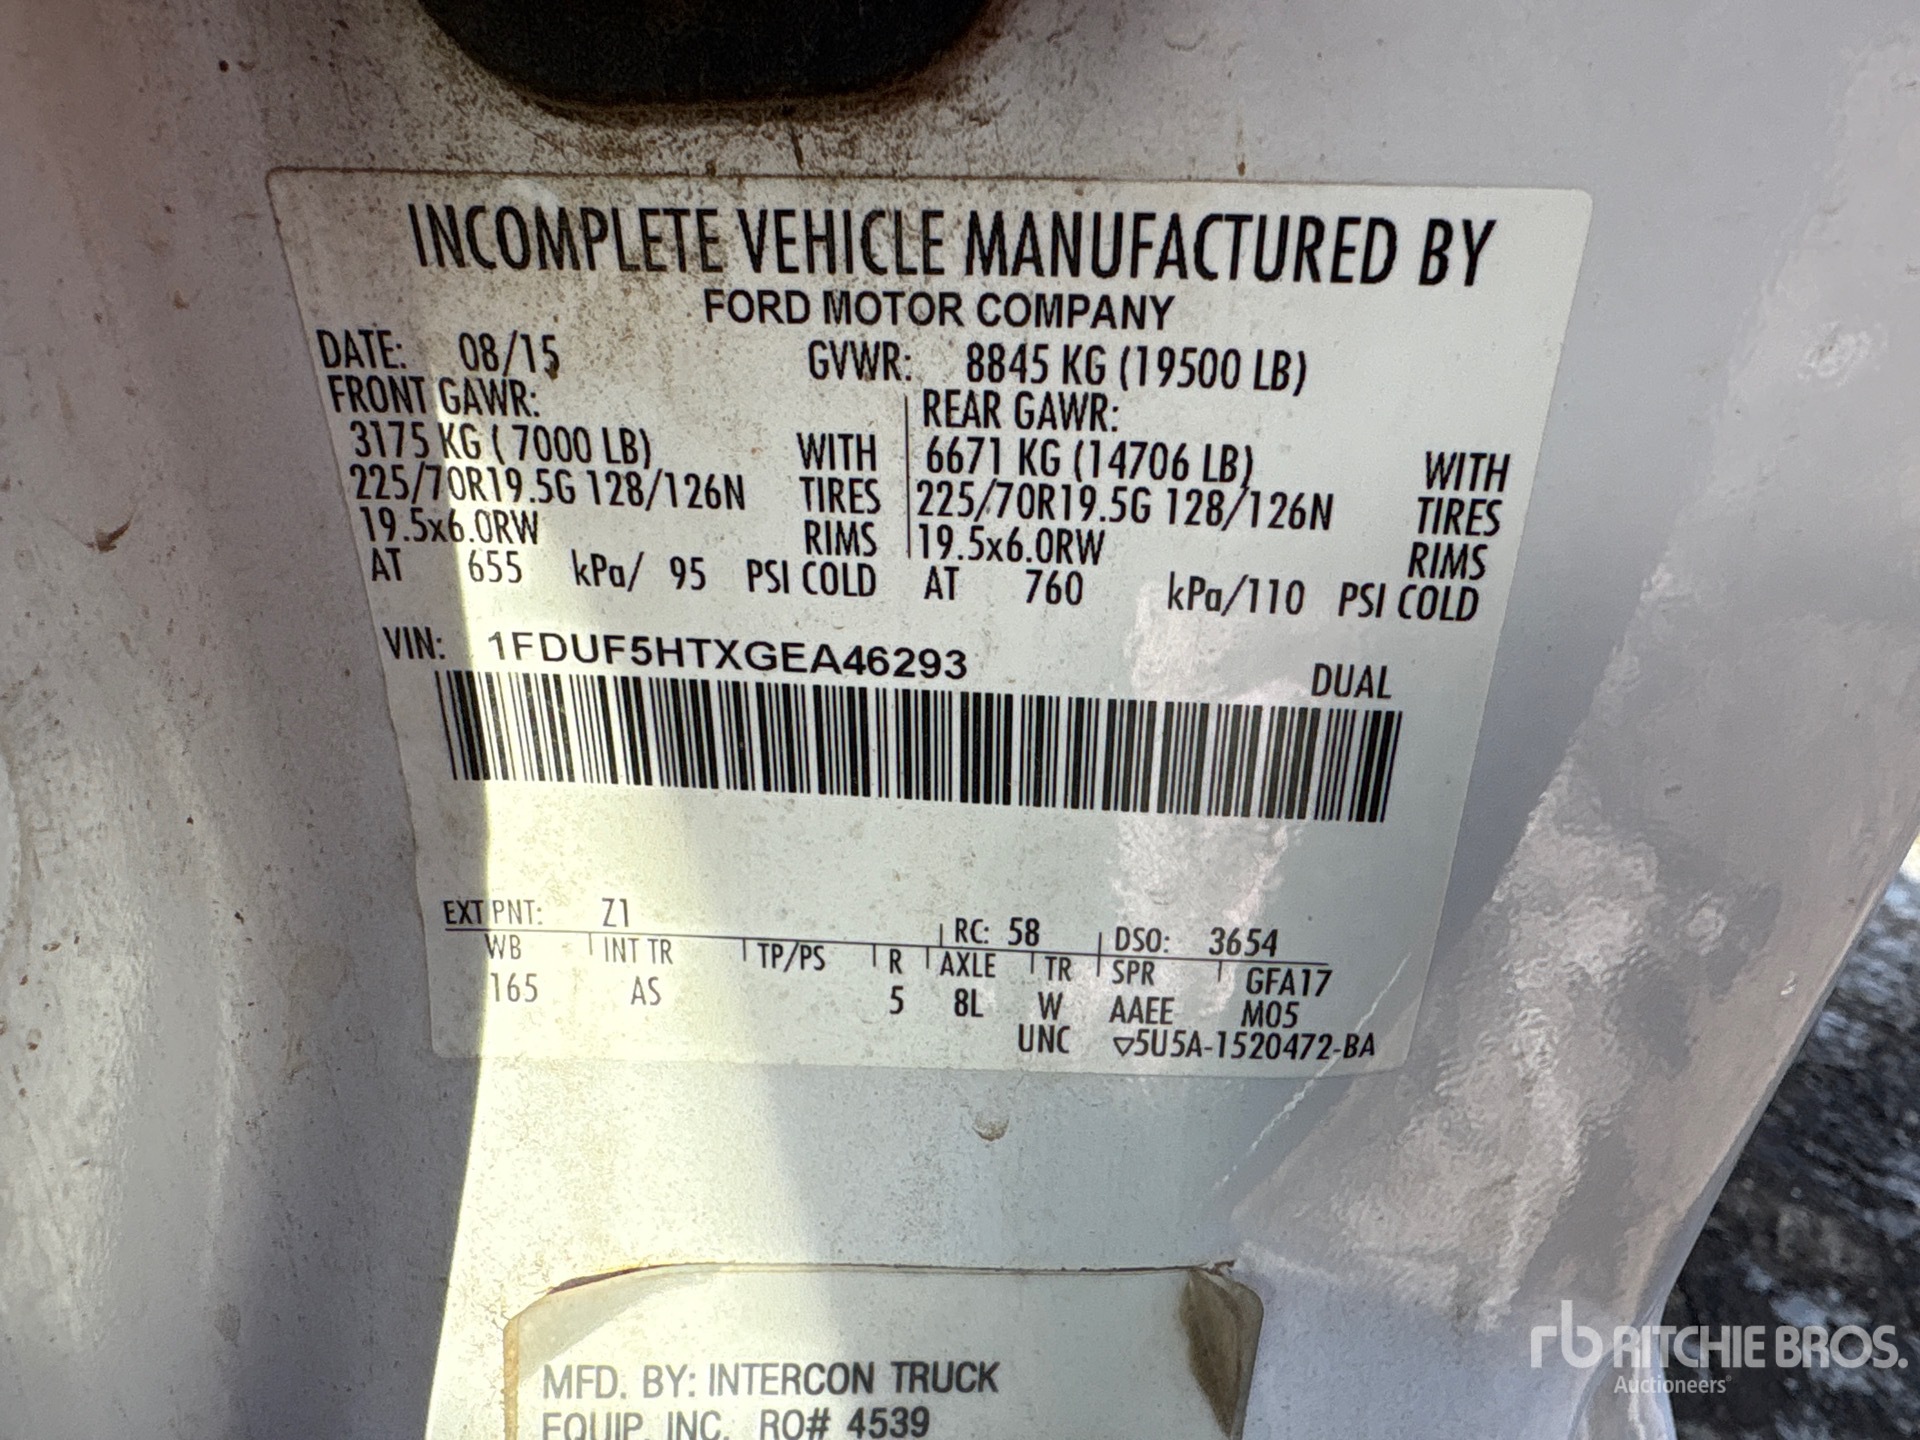 INCOMPLETE VEHICLE MANUFACTURED BY
FORD MOTOR COMPANY
DATE: 08/15 GVWR: 8845 KG (19500 LB)
FRONT GAWR: REAR GAWR:
3175 KG (7000 LB) WITH 6671 KG (14706 LB) WITH
225/70R19.5G 128/126N TIRES 225/70R19.5G 128/126N TIRES
19.5x6.0RW RIMS 19.5x6.0RW RIMS
AT 655 kPa/ 95 PSI COLD AT 760 kPa/110 PSI COLD
VIN: 1FDUF5HTXGEA46293 DUAL
EXT PNT: Z1 RC: 58 DSO: 3654
WB INT TR TP/PS R AXLE TR SPR GFA17
165 AS 5 8L W AAEE M05
UNC ▽5U5A-1520472-BA
MFD. BY: INTERCON TRUCK
EQUIP, INC. RO# 4539
rb RITCHIE BROS.
Auctioneers